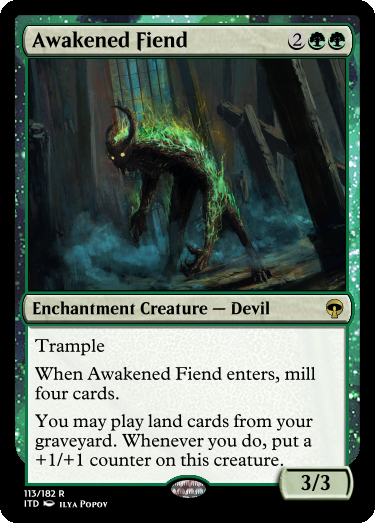 Awakened Fiend 2
Enchantment Creature — Devil
Trample
When Awakened Fiend enters, mill
four cards.
You may play land cards from your
graveyard. Whenever you do, put a
+1/+1 counter on this creature.
3/3
113/182 R
ITD ILYA POPOV